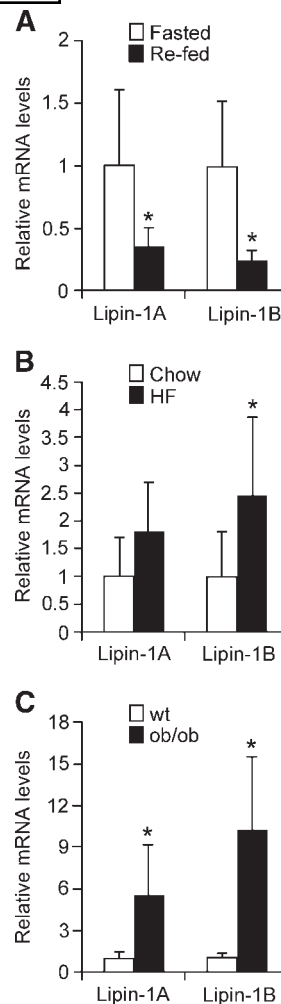 A
Fasted
Re-fed
Relative mRNA levels
2
1.5
1
0.5
0
*
*
Lipin-1A
Lipin-1B
B
Chow
HF
Relative mRNA levels
4.5
4
3.5
3
2.5
2
1.5
1
0.5
0
*
Lipin-1A
Lipin-1B
C
wt
ob/ob
Relative mRNA levels
18
15
12
9
6
3
0
*
*
Lipin-1A
Lipin-1B